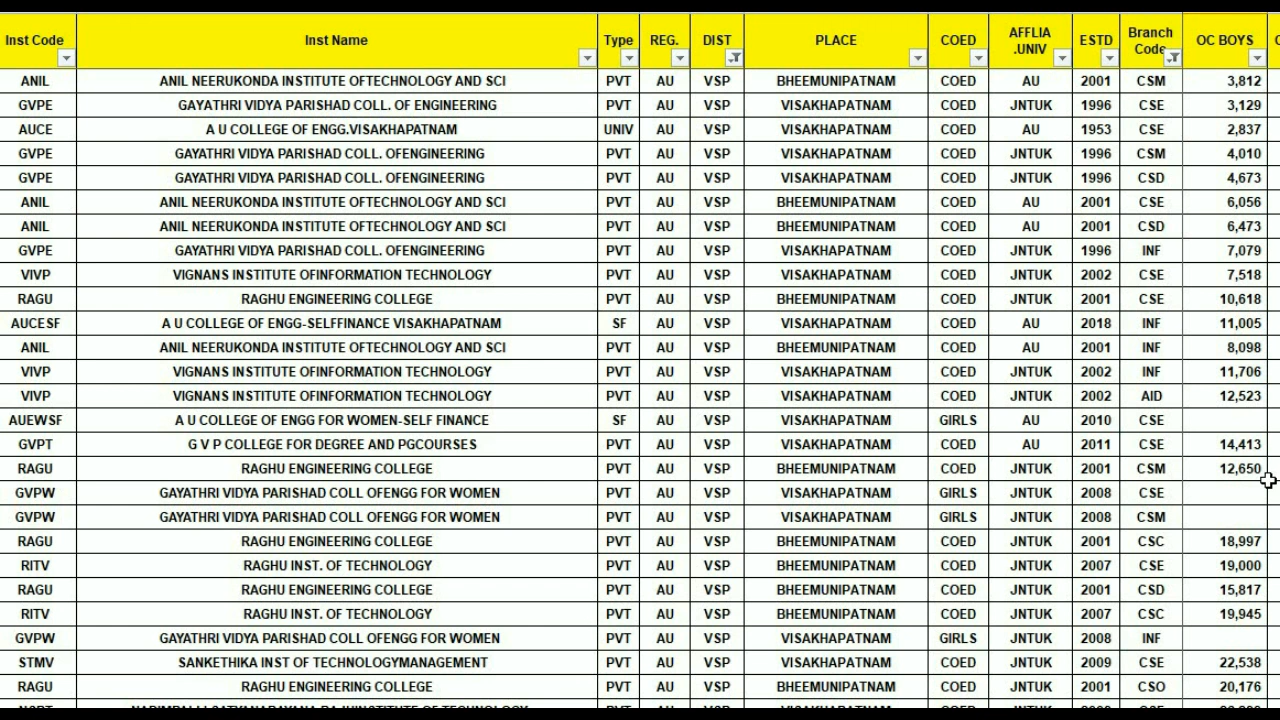 Inst Code Inst Name Type REG. DIST PLACE COED AFFLIA .UNIV ESTD Branch Code OC BOYS
ANIL ANIL NEERUKONDA INSTITUTE OFTECHNOLOGY AND SCI PVT AU VSP BHEEMUNIPATNAM COED AU 2001 CSM 3,812
GVPE GAYATHRI VIDYA PARISHAD COLL. OF ENGINEERING PVT AU VSP VISAKHAPATNAM COED JNTUK 1996 CSE 3,129
AUCE A U COLLEGE OF ENGG.VISAKHAPATNAM UNIV AU VSP VISAKHAPATNAM COED AU 1953 CSE 2,837
GVPE GAYATHRI VIDYA PARISHAD COLL. OFENGINEERING PVT AU VSP VISAKHAPATNAM COED JNTUK 1996 CSM 4,010
GVPE GAYATHRI VIDYA PARISHAD COLL. OFENGINEERING PVT AU VSP VISAKHAPATNAM COED JNTUK 1996 CSD 4,673
ANIL ANIL NEERUKONDA INSTITUTE OFTECHNOLOGY AND SCI PVT AU VSP BHEEMUNIPATNAM COED AU 2001 CSE 6,056
ANIL ANIL NEERUKONDA INSTITUTE OFTECHNOLOGY AND SCI PVT AU VSP BHEEMUNIPATNAM COED AU 2001 CSD 6,473
GVPE GAYATHRI VIDYA PARISHAD COLL. OFENGINEERING PVT AU VSP VISAKHAPATNAM COED JNTUK 1996 INF 7,079
VIVP VIGNANS INSTITUTE OFINFORMATION TECHNOLOGY PVT AU VSP VISAKHAPATNAM COED JNTUK 2002 CSE 7,518
RAGU RAGHU ENGINEERING COLLEGE PVT AU VSP BHEEMUNIPATNAM COED JNTUK 2001 CSE 10,618
AUCESF A U COLLEGE OF ENGG-SELFFINANCE VISAKHAPATNAM SF AU VSP VISAKHAPATNAM COED AU 2018 INF 11,005
ANIL ANIL NEERUKONDA INSTITUTE OFTECHNOLOGY AND SCI PVT AU VSP BHEEMUNIPATNAM COED AU 2001 INF 8,098
VIVP VIGNANS INSTITUTE OFINFORMATION TECHNOLOGY PVT AU VSP VISAKHAPATNAM COED JNTUK 2002 INF 11,706
VIVP VIGNANS INSTITUTE OFINFORMATION TECHNOLOGY PVT AU VSP VISAKHAPATNAM COED JNTUK 2002 AID 12,523
AUEWSF A U COLLEGE OF ENGG FOR WOMEN-SELF FINANCE SF AU VSP VISAKHAPATNAM GIRLS AU 2010 CSE
GVPT G V P COLLEGE FOR DEGREE AND PGCOURSES PVT AU VSP VISAKHAPATNAM COED AU 2011 CSE 14,413
RAGU RAGHU ENGINEERING COLLEGE PVT AU VSP BHEEMUNIPATNAM COED JNTUK 2001 CSM 12,650
GVPW GAYATHRI VIDYA PARISHAD COLL OFENGG FOR WOMEN PVT AU VSP VISAKHAPATNAM GIRLS JNTUK 2008 CSE
GVPW GAYATHRI VIDYA PARISHAD COLL OFENGG FOR WOMEN PVT AU VSP VISAKHAPATNAM GIRLS JNTUK 2008 CSM
RAGU RAGHU ENGINEERING COLLEGE PVT AU VSP BHEEMUNIPATNAM COED JNTUK 2001 CSC 18,997
RITV RAGHU INST. OF TECHNOLOGY PVT AU VSP BHEEMUNIPATNAM COED JNTUK 2007 CSE 19,000
RAGU RAGHU ENGINEERING COLLEGE PVT AU VSP BHEEMUNIPATNAM COED JNTUK 2001 CSD 15,817
RITV RAGHU INST. OF TECHNOLOGY PVT AU VSP BHEEMUNIPATNAM COED JNTUK 2007 CSC 19,945
GVPW GAYATHRI VIDYA PARISHAD COLL OFENGG FOR WOMEN PVT AU VSP VISAKHAPATNAM GIRLS JNTUK 2008 INF
STMV SANKETHIKA INST OF TECHNOLOGYMANAGEMENT PVT AU VSP VISAKHAPATNAM COED JNTUK 2009 CSE 22,538
RAGU RAGHU ENGINEERING COLLEGE PVT AU VSP BHEEMUNIPATNAM COED JNTUK 2001 CSO 20,176